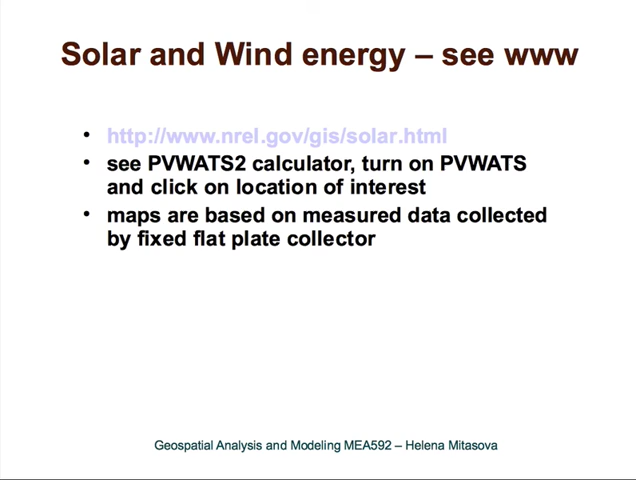 Solar and Wind energy – see www
• http://www.nrel.gov/gis/solar.html
• see PVWATS2 calculator, turn on PVWATS
and click on location of interest
• maps are based on measured data collected
by fixed flat plate collector
Geospatial Analysis and Modeling MEA592 – Helena Mitasova